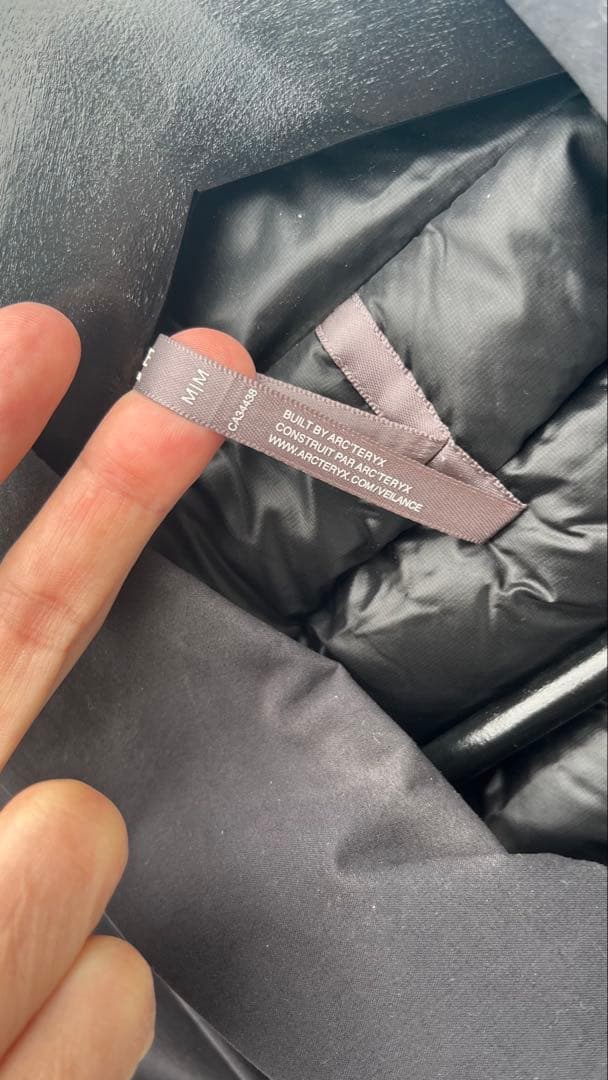 M|M
CA34438
BUILT BY ARC'TERYX
CONSTRUIT PAR ARC'TERYX
WWW.ARCTERYX.COM/VEILANCE